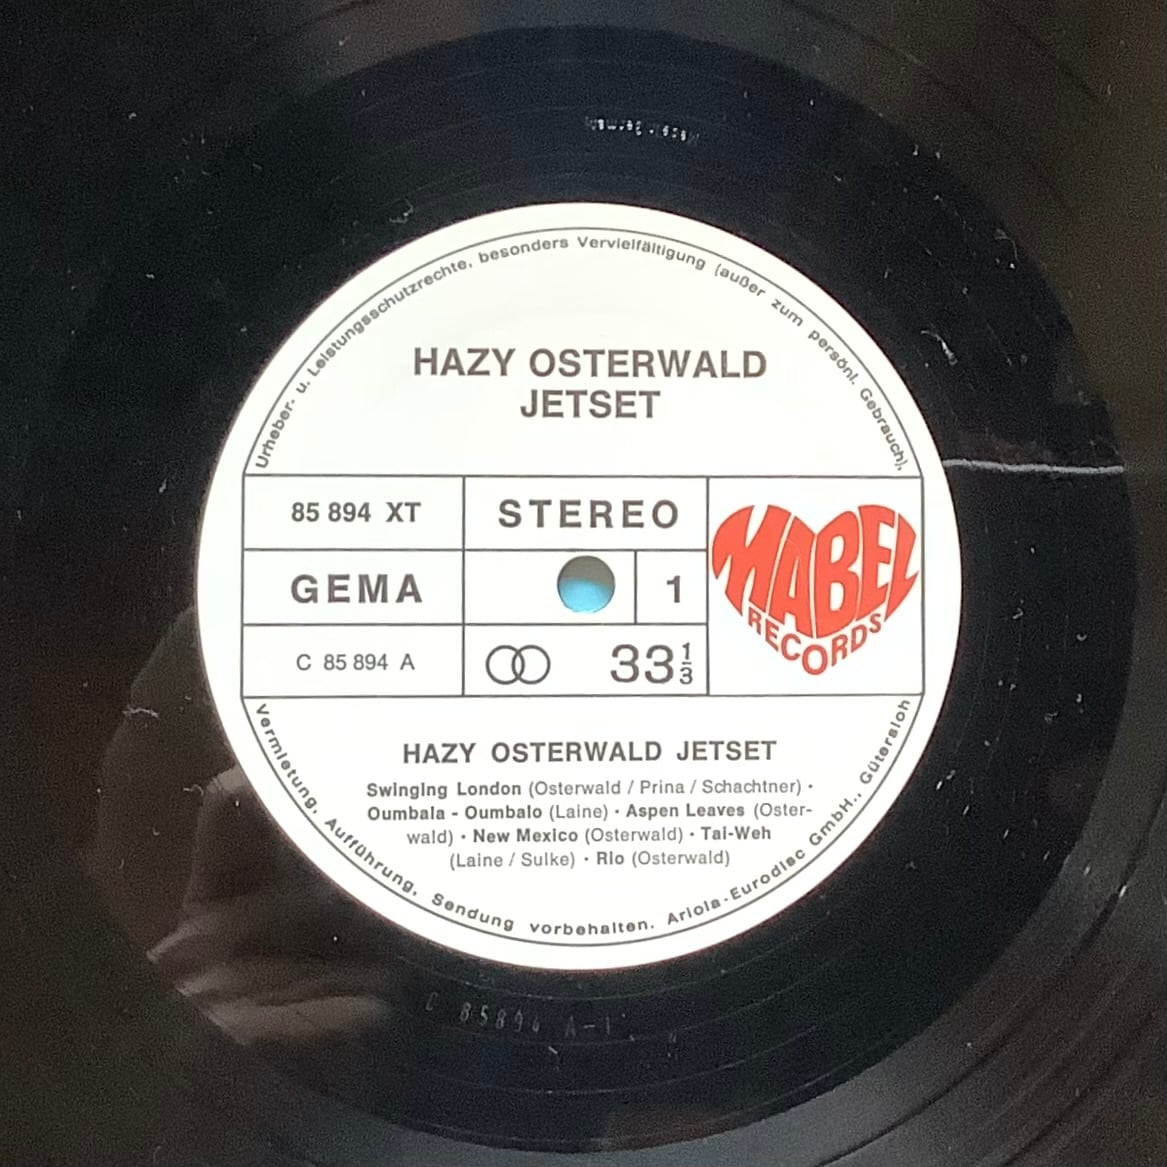 Urheber- u. Leistungsschutzrechte, besonders Vervielfältigung (außer zum persönl. Gebrauch),
HAZY OSTERWALD
JETSET
85 894 XT
STEREO
MABEL
RECORDS
GEMA
1
C 85 894 A
33⅓
HAZY OSTERWALD JETSET
Swinging London (Osterwald / Prina / Schachtner) ·
Oumbala - Oumbalo (Laine) · Aspen Leaves (Oster-
wald) · New Mexico (Osterwald) · Tai-Weh
(Laine / Sulke) · Rio (Osterwald)
Vermietung, Aufführung, Sendung vorbehalten. Ariola-Eurodisc GmbH., Gütersloh
C 85894 A-1